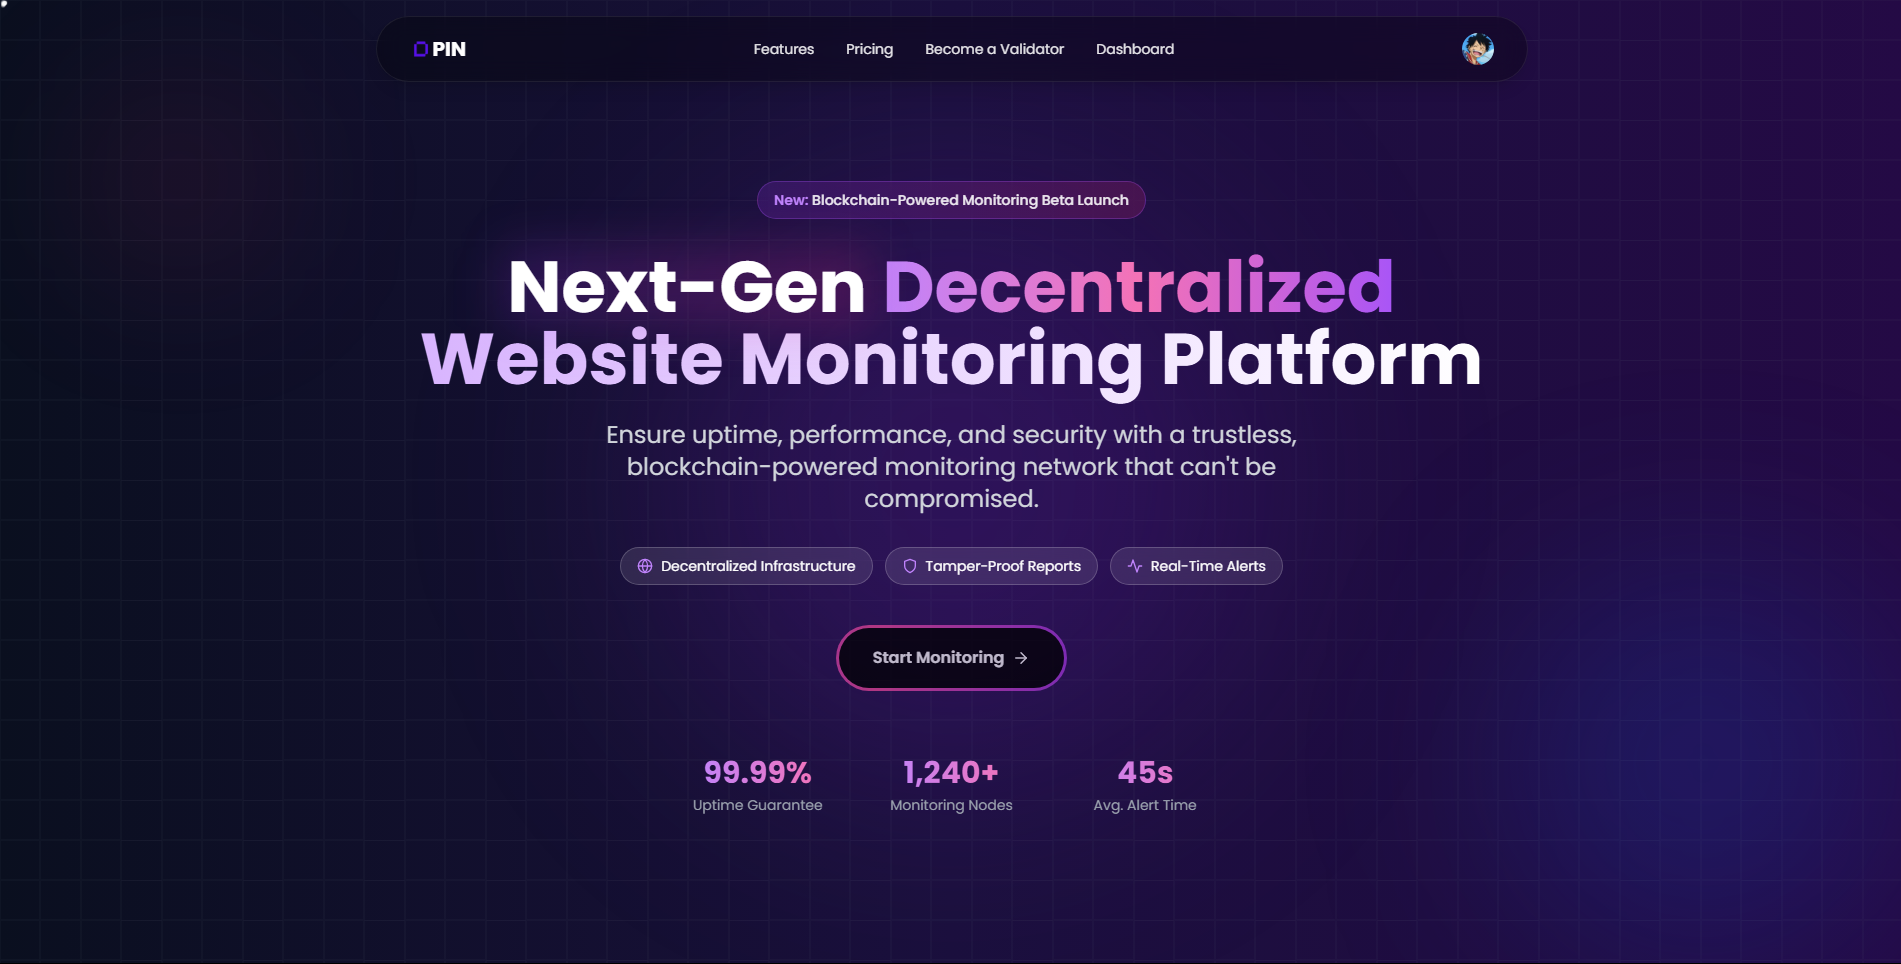 DPIN
Features Pricing Become a Validator Dashboard
New: Blockchain-Powered Monitoring Beta Launch
Next-Gen Decentralized
Website Monitoring Platform
Ensure uptime, performance, and security with a trustless,
blockchain-powered monitoring network that can't be
compromised.
Decentralized Infrastructure Tamper-Proof Reports Real-Time Alerts
Start Monitoring →
99.99% 1,240+ 45s
Uptime Guarantee Monitoring Nodes Avg. Alert Time